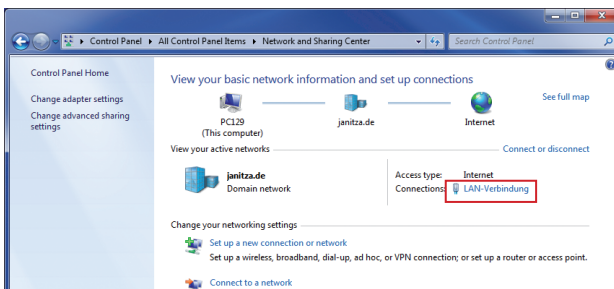 Control Panel ▸ All Control Panel Items ▸ Network and Sharing Center
Search Control Panel
Control Panel Home
Change adapter settings
Change advanced sharing
settings
View your basic network information and set up connections
See full map
PC129
(This computer)
janitza.de
Internet
View your active networks
Connect or disconnect
janitza.de
Domain network
Access type: Internet
Connections: LAN-Verbindung
Change your networking settings
Set up a new connection or network
Set up a wireless, broadband, dial-up, ad hoc, or VPN connection; or set up a router or access point.
Connect to a network